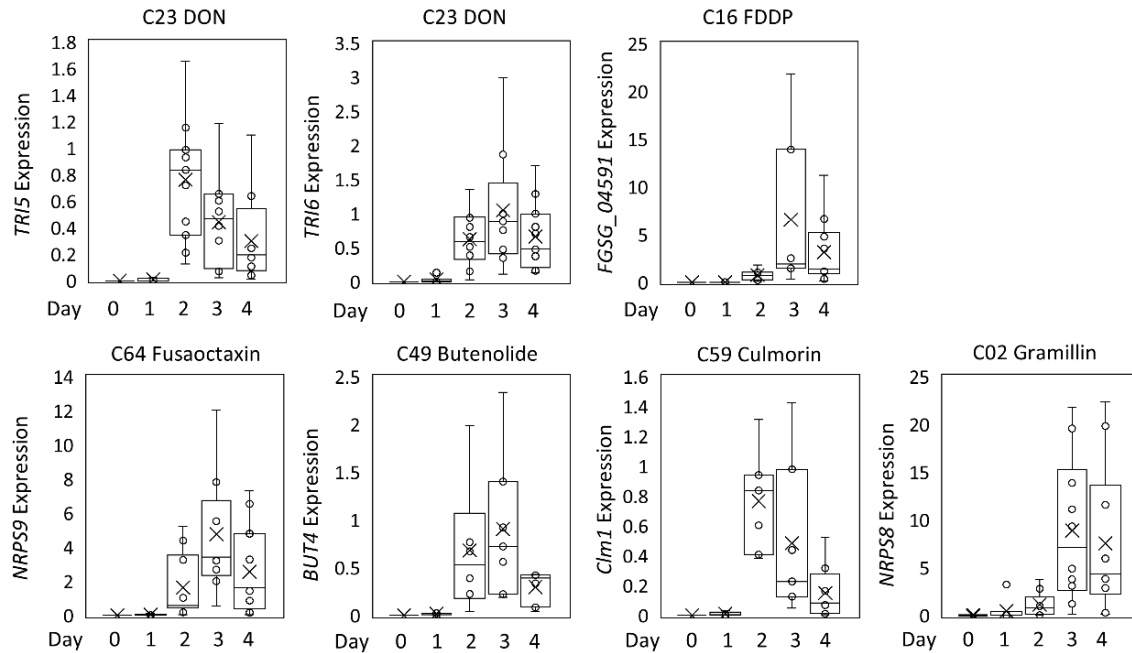 C23 DON
TRI5 Expression
1.8
1.6
1.4
1.2
1
0.8
0.6
0.4
0.2
0
Day 0 1 2 3 4
C23 DON
TRI6 Expression
3.5
3
2.5
2
1.5
1
0.5
0
Day 0 1 2 3 4
C16 FDDP
FGSG_04591 Expression
25
20
15
10
5
0
Day 0 1 2 3 4
C64 Fusaoctaxin
NRPS9 Expression
14
12
10
8
6
4
2
0
Day 0 1 2 3 4
C49 Butenolide
BUT4 Expression
2.5
2
1.5
1
0.5
0
Day 0 1 2 3 4
C59 Culmorin
Clm1 Expression
1.6
1.4
1.2
1
0.8
0.6
0.4
0.2
0
Day 0 1 2 3 4
C02 Gramillin
NRPS8 Expression
25
20
15
10
5
0
Day 0 1 2 3 4